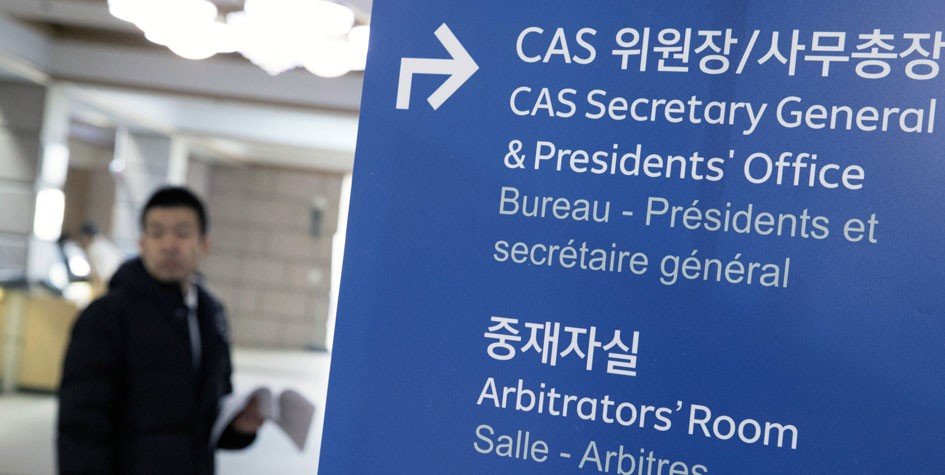 CAS 위원장/사무총장
CAS Secretary General
& Presidents' Office
Bureau - Présidents et
secrétaire général
중재자실
Arbitrators' Room
Salle - Arbitres